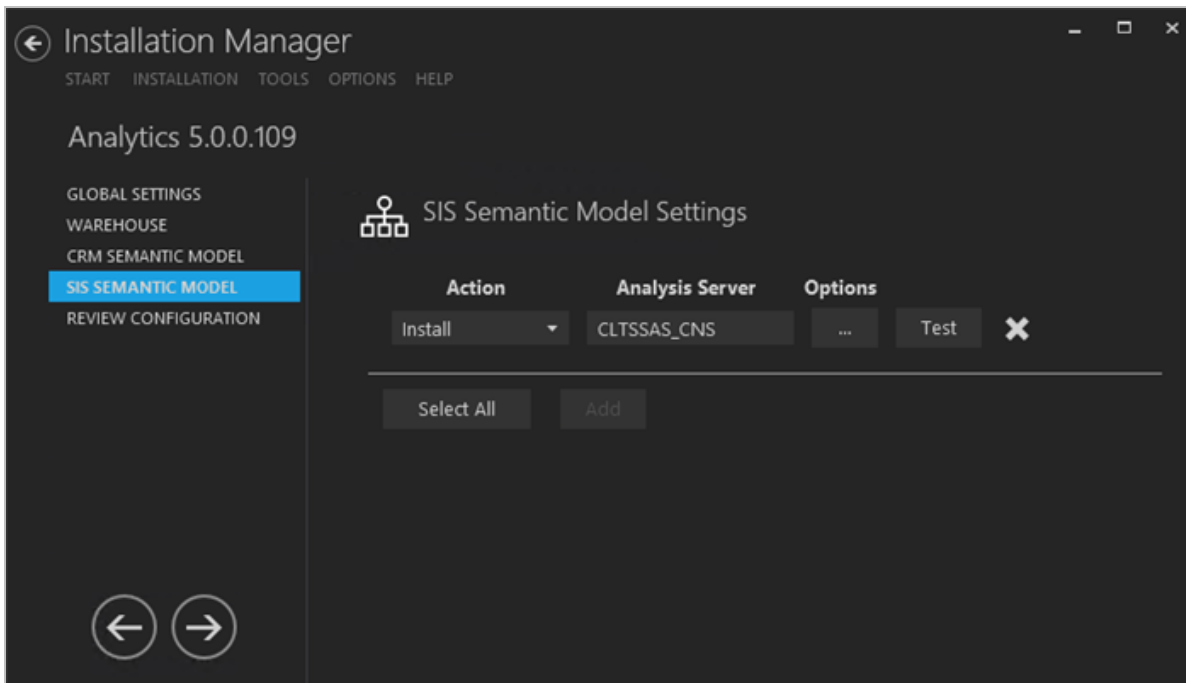 Installation Manager
START INSTALLATION TOOLS OPTIONS HELP
Analytics 5.0.0.109
GLOBAL SETTINGS
WAREHOUSE
CRM SEMANTIC MODEL
SIS SEMANTIC MODEL
REVIEW CONFIGURATION
SIS Semantic Model Settings
Action Analysis Server Options
Install CLTSSAS_CNS ... Test
Select All Add